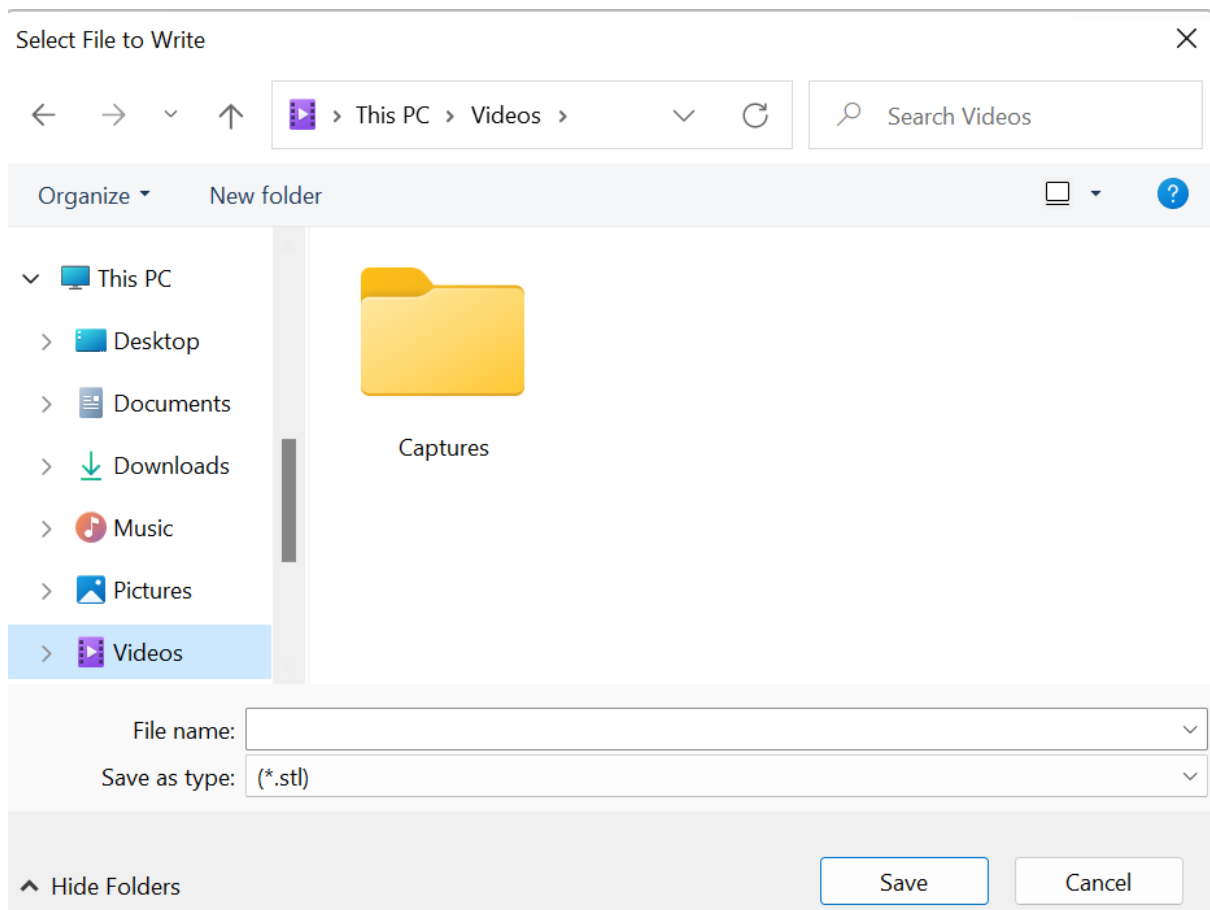 Select File to Write
This PC Videos
Search Videos
Organize New folder
?
This PC
Desktop
Documents
Downloads
Music
Pictures
Videos
Captures
File name:
Save as type: (*.stl)
Hide Folders Save Cancel